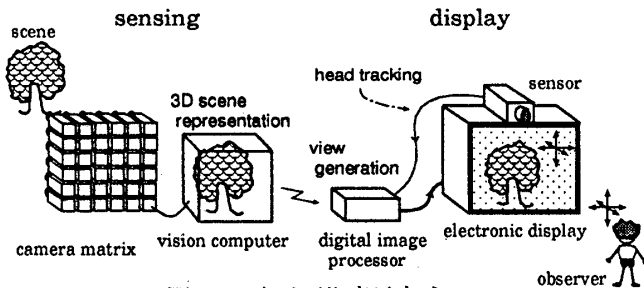 sensing
display
scene
head tracking
sensor
3D scene
representation
view
generation
camera matrix
vision computer
digital image
processor
electronic display
observer